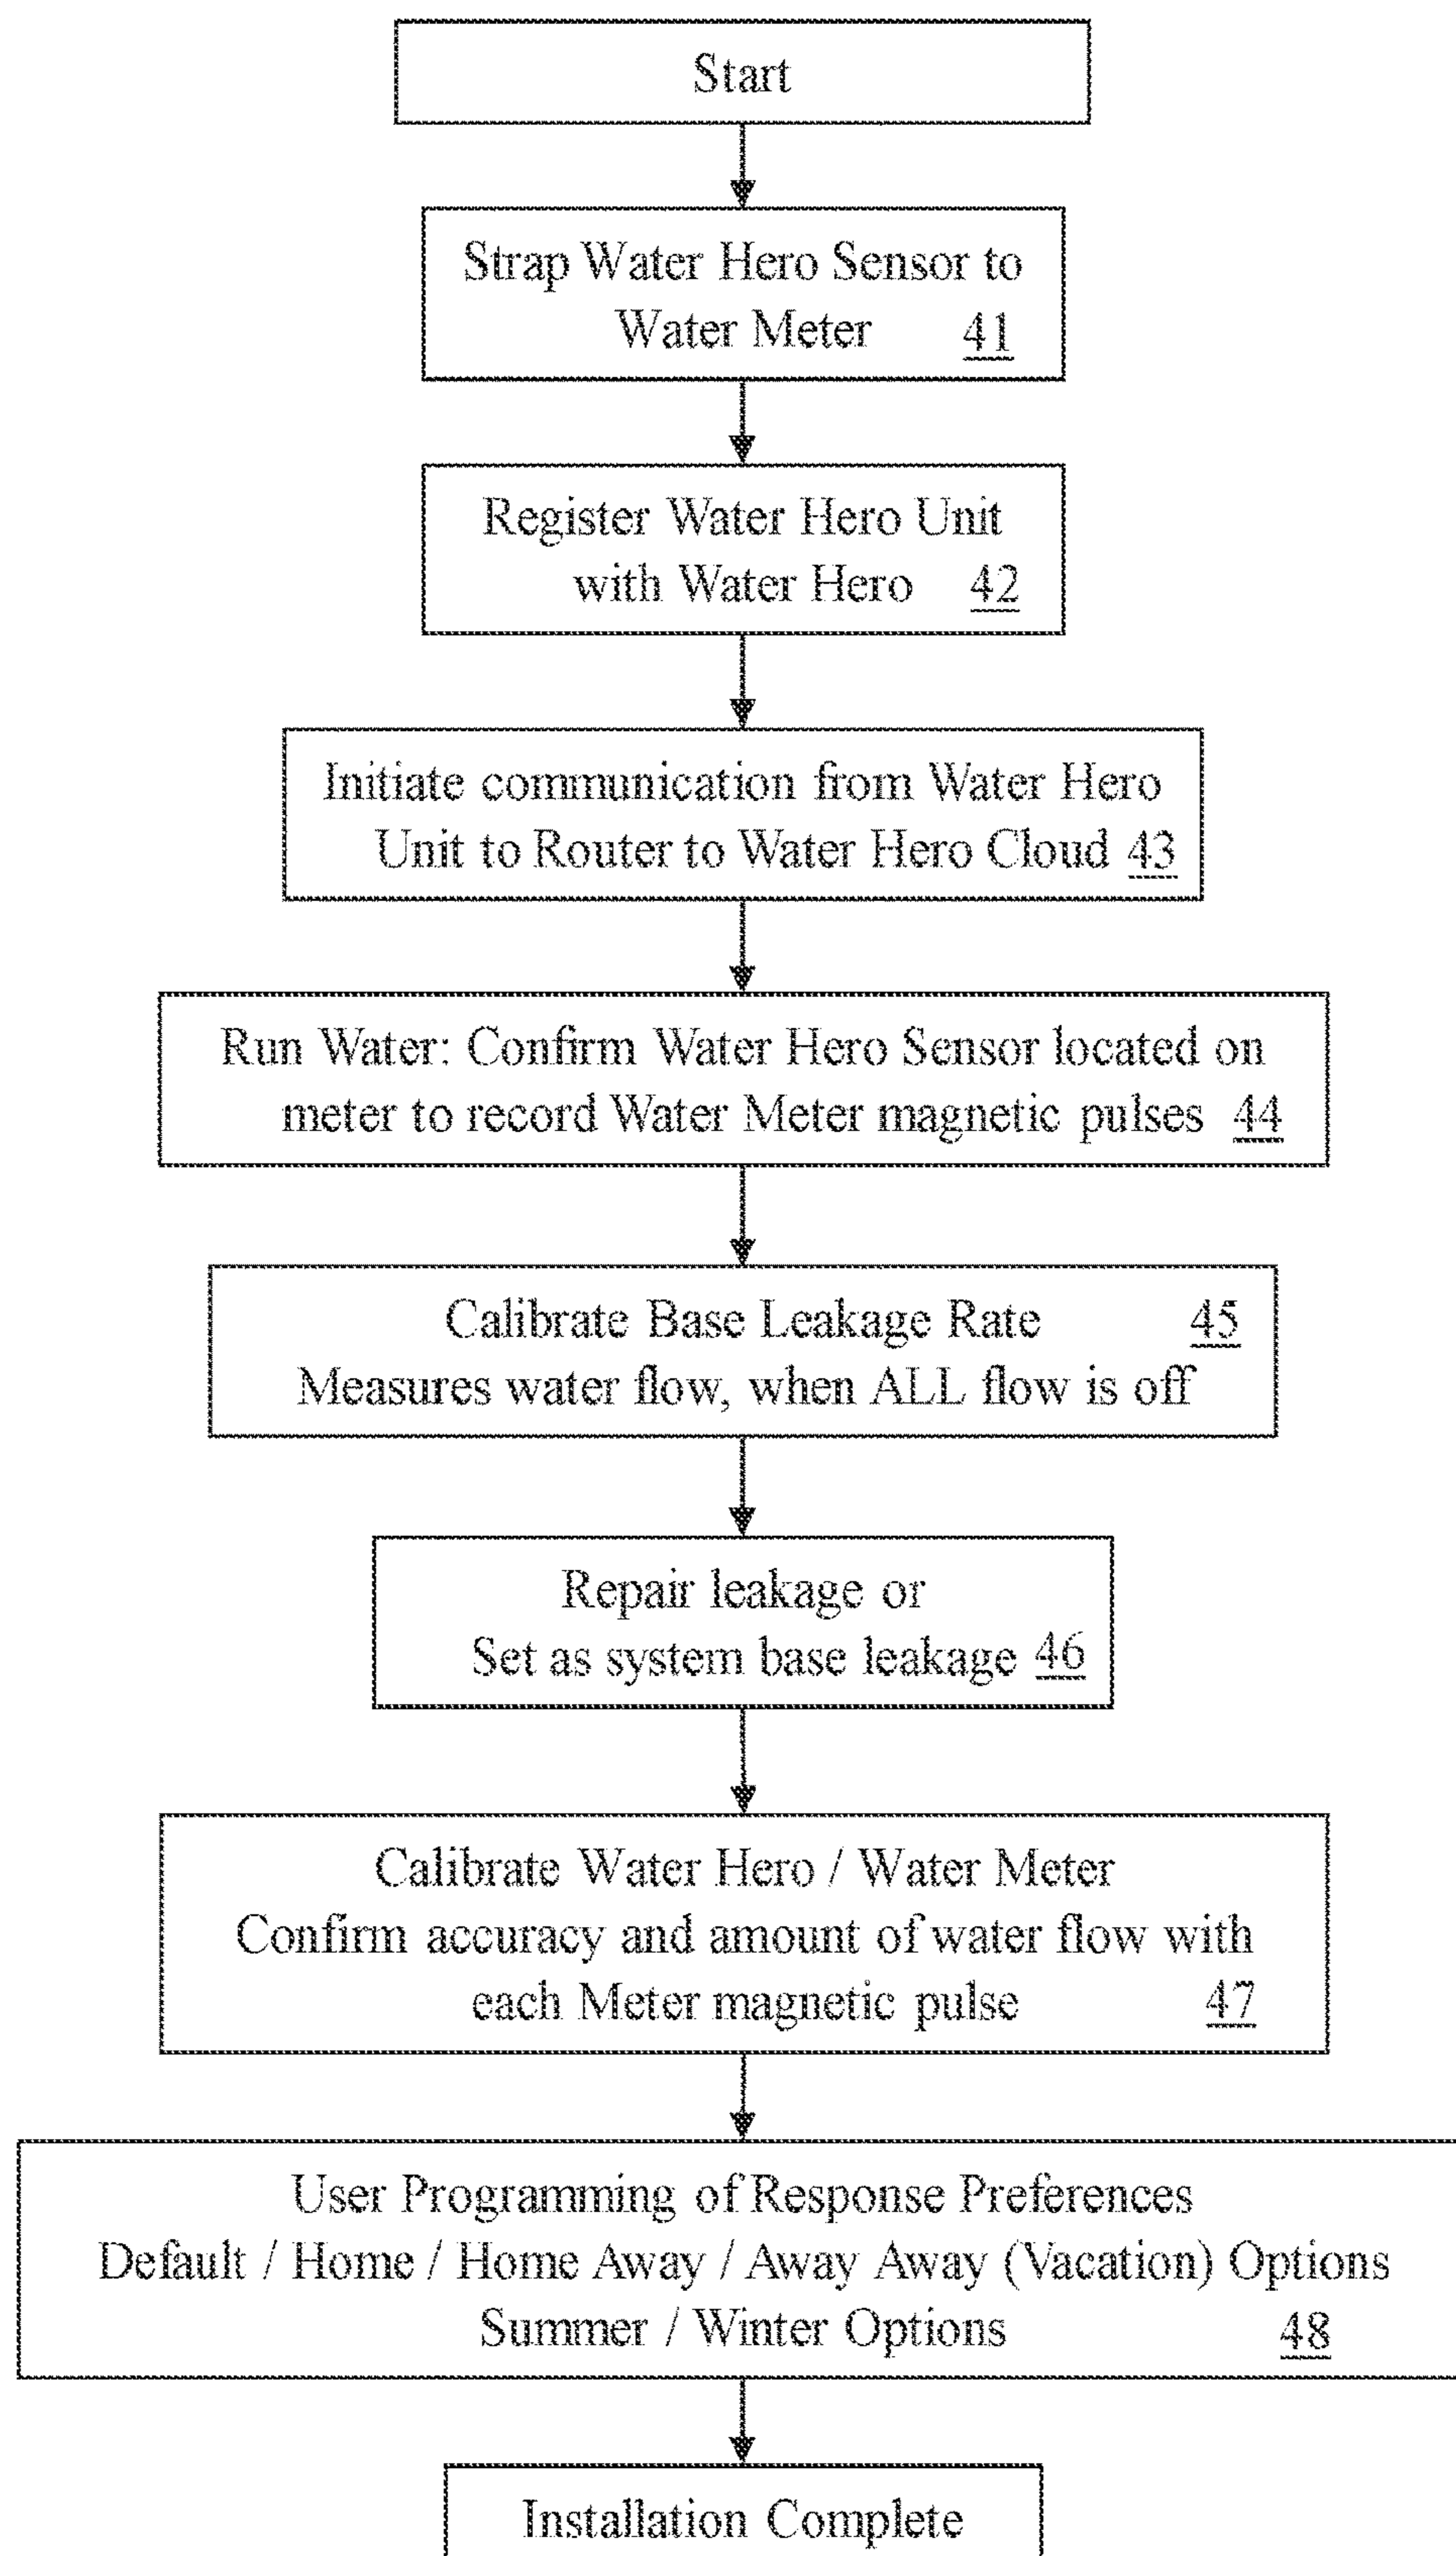 Start
Strap Water Hero Sensor to
Water Meter 41
Register Water Hero Unit
with Water Hero 42
Initiate communication from Water Hero
Unit to Router to Water Hero Cloud 43
Run Water: Confirm Water Hero Sensor located on
meter to record Water Meter magnetic pulses 44
Calibrate Base Leakage Rate 45
Measures water flow, when ALL flow is off
Repair leakage or
Set as system base leakage 46
Calibrate Water Hero / Water Meter
Confirm accuracy and amount of water flow with
each Meter magnetic pulse 47
User Programming of Response Preferences
Default / Home / Home Away / Away Away (Vacation) Options
Summer / Winter Options 48
Installation Complete